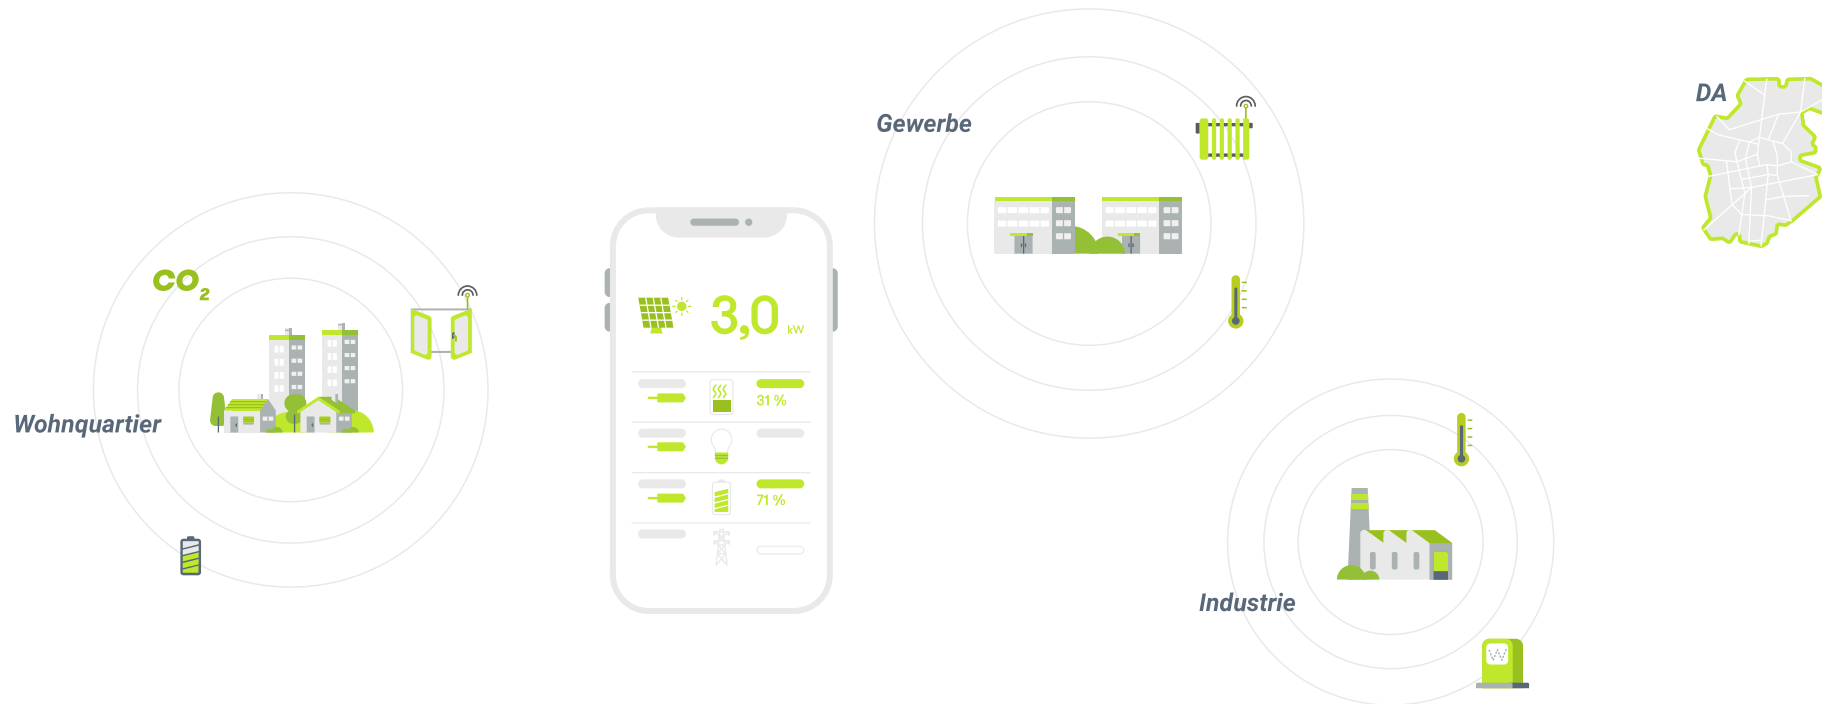 DA
Gewerbe
CO₂
3,0 kW
31 %
71 %
Wohnquartier
Industrie
W